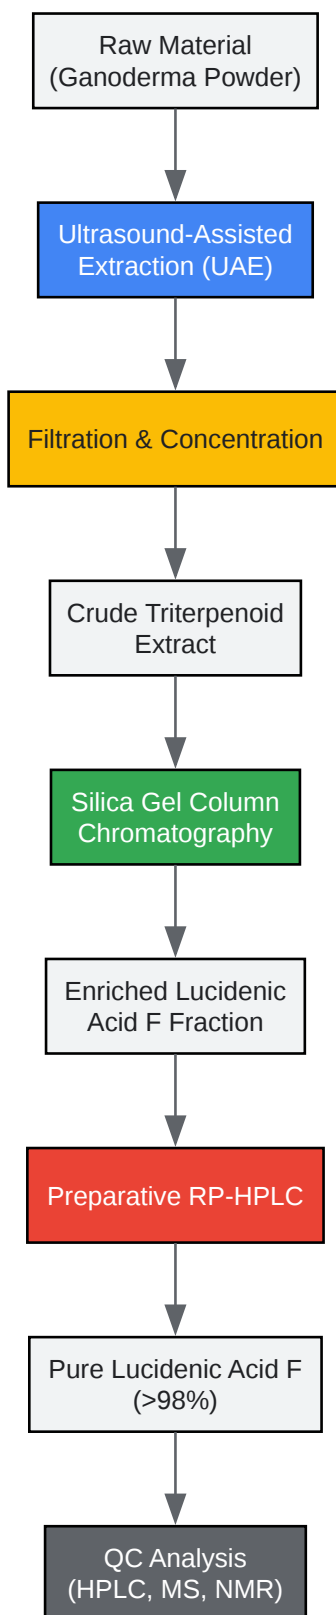 Raw Material
(Ganoderma Powder)
Ultrasound-Assisted
Extraction (UAE)
Filtration & Concentration
Crude Triterpenoid
Extract
Silica Gel Column
Chromatography
Enriched Lucidenic
Acid F Fraction
Preparative RP-HPLC
Pure Lucidenic Acid F
(>98%)
QC Analysis
(HPLC, MS, NMR)